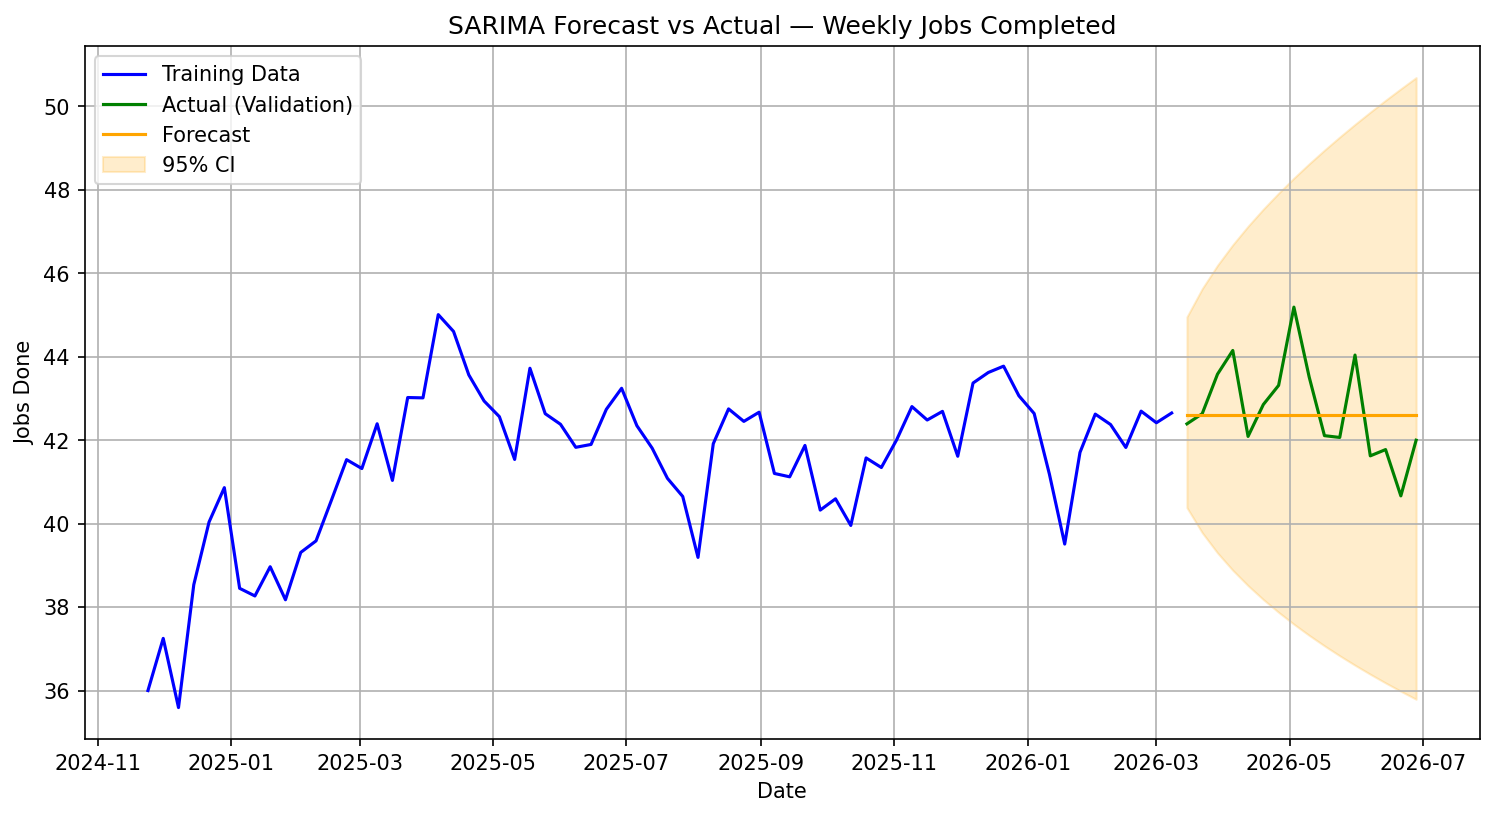 SARIMA Forecast vs Actual — Weekly Jobs Completed
Training Data
Actual (Validation)
Forecast
95% CI
Jobs Done
50
48
46
44
42
40
38
36
2024-11
2025-01
2025-03
2025-05
2025-07
2025-09
2025-11
2026-01
2026-03
2026-05
2026-07
Date